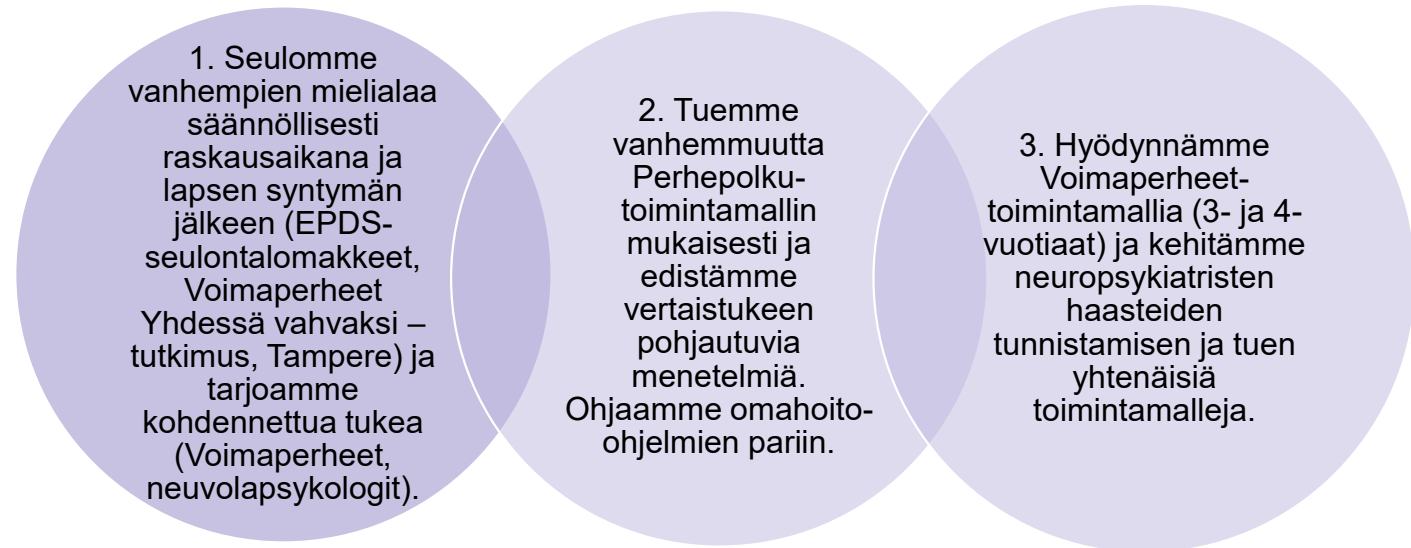 1. Seulomme
vanhempien mielialaa
säännöllisesti
raskausaikana ja
lapsen syntymän
jälkeen (EPDS-
seulontalomakkeet,
Voimaperheet
Yhdessä vahvaksi –
tutkimus, Tampere) ja
tarjoamme
kohdennettua tukea
(Voimaperheet,
neuvolapsykologit).
2. Tuemme
vanhemmuutta
Perhepolku-
toimintamallin
mukaisesti ja
edistämme
vertaistukeen
pohjautuvia
menetelmiä.
Ohjaamme omahoito-
ohjelmien pariin.
3. Hyödynnämme
Voimaperheet-
toimintamallia (3- ja 4-
vuotiaat) ja kehitämme
neuropsykiatristen
haasteiden
tunnistamisen ja tuen
yhtenäisiä
toimintamalleja.